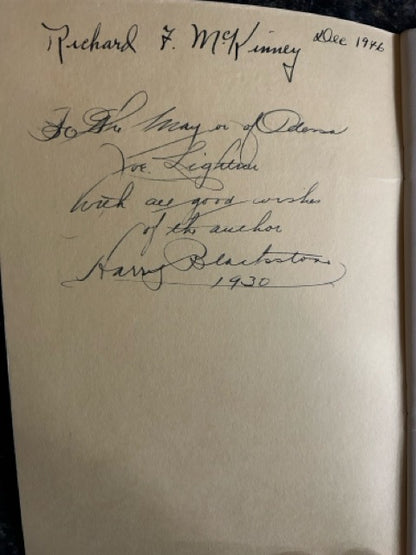 Richard F. McKinney Dec 1946
To The Mayor of Odessa
Joe Lightner
With all good wishes
of the author
Harry Blackstone
1930